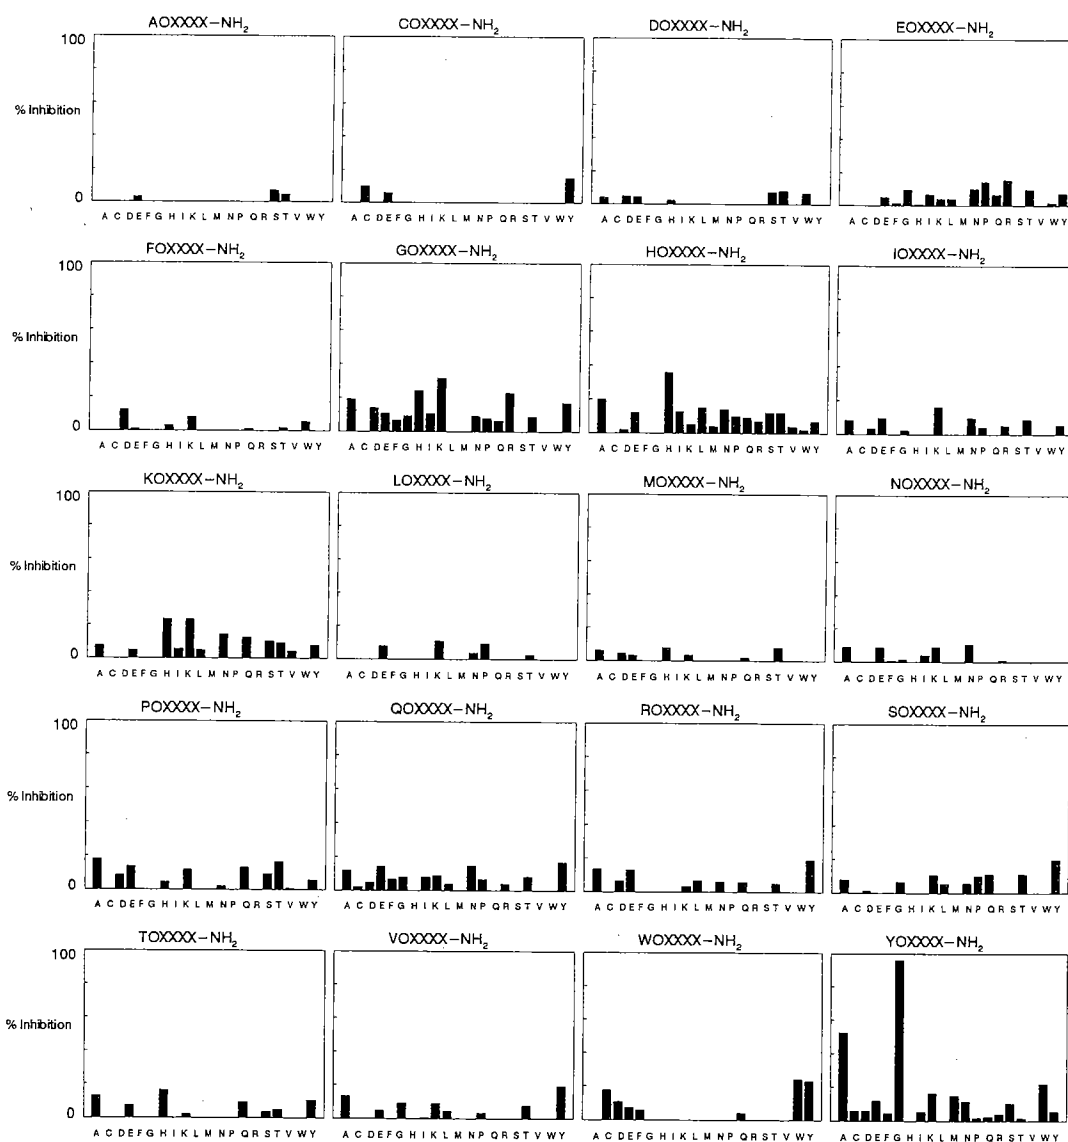 AOXXXX–NH2 COXXXX–NH2 DOXXXX–NH2 EOXXXX–NH2
100
% Inhibition
0
A C D E F G H I K L M N P Q R S T V W Y A C D E F G H I K L M N P Q R S T V W Y A C D E F G H I K L M N P Q R S T V W Y A C D E F G H I K L M N P Q R S T V W Y
FOXXXX–NH2 GOXXXX–NH2 HOXXXX–NH2 IOXXXX–NH2
100
% Inhibition
0
A C D E F G H I K L M N P Q R S T V W Y A C D E F G H I K L M N P Q R S T V W Y A C D E F G H I K L M N P Q R S T V W Y A C D E F G H I K L M N P Q R S T V W Y
KOXXXX–NH2 LOXXXX–NH2 MOXXXX–NH2 NOXXXX–NH2
100
% Inhibition
0
A C D E F G H I K L M N P Q R S T V W Y A C D E F G H I K L M N P Q R S T V W Y A C D E F G H I K L M N P Q R S T V W Y A C D E F G H I K L M N P Q R S T V W Y
POXXXX–NH2 QOXXXX–NH2 ROXXXX–NH2 SOXXXX–NH2
100
% Inhibition
0
A C D E F G H I K L M N P Q R S T V W Y A C D E F G H I K L M N P Q R S T V W Y A C D E F G H I K L M N P Q R S T V W Y A C D E F G H I K L M N P Q R S T V W Y
TOXXXX–NH2 VOXXXX–NH2 WOXXXX–NH2 YOXXXX–NH2
100
% Inhibition
0
A C D E F G H I K L M N P Q R S T V W Y A C D E F G H I K L M N P Q R S T V W Y A C D E F G H I K L M N P Q R S T V W Y A C D E F G H I K L M N P Q R S T V W Y